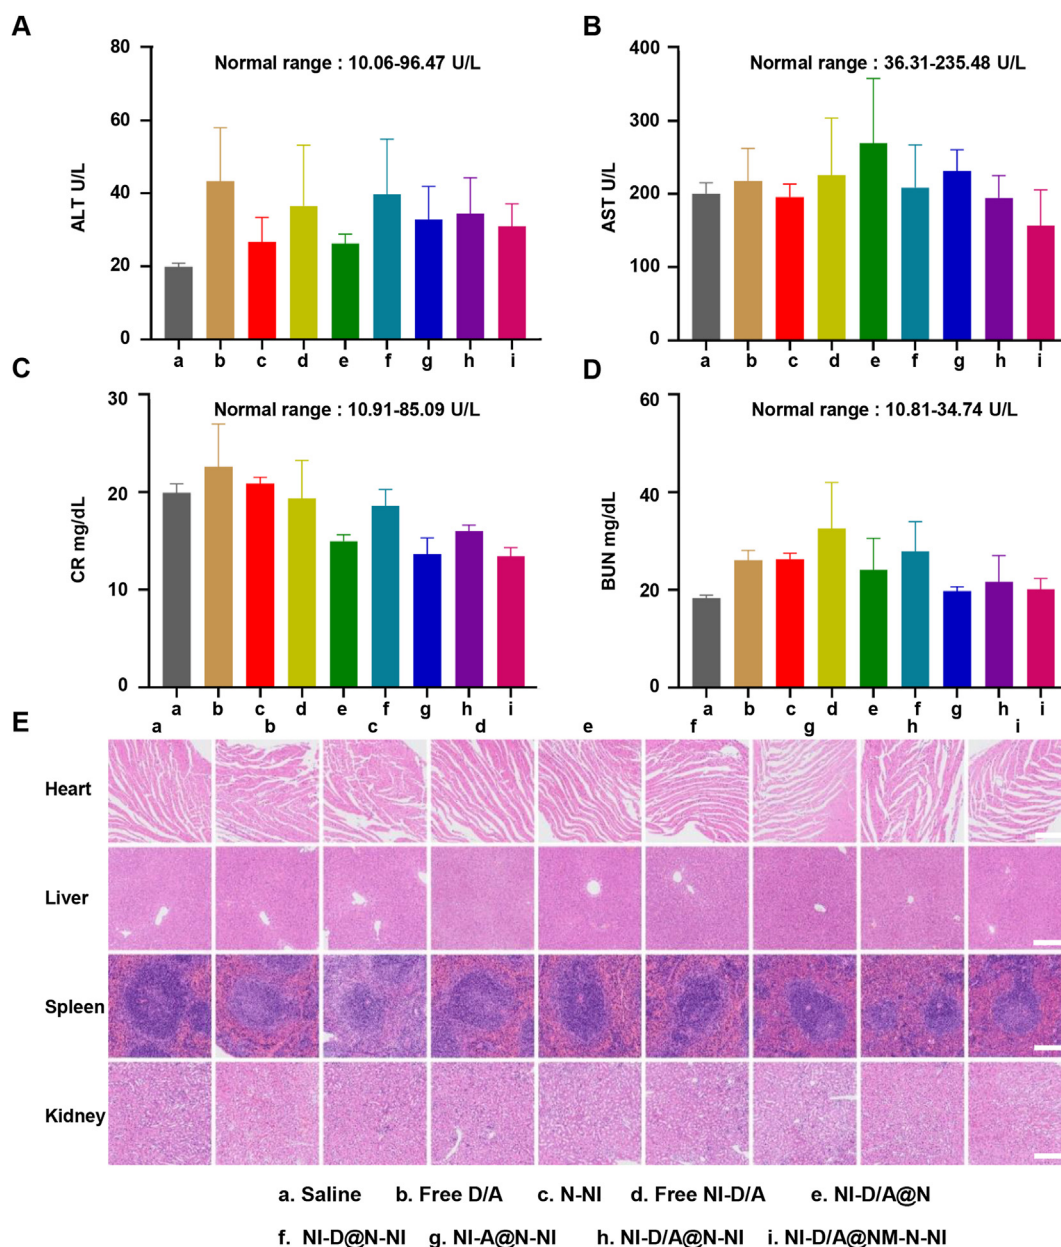 A
80
60
40
20
0
ALT U/L
Normal range : 10.06-96.47 U/L
a b c d e f g h i
B
400
300
200
100
0
AST U/L
Normal range : 36.31-235.48 U/L
a b c d e f g h i
C
30
20
10
0
CR mg/dL
Normal range : 10.91-85.09 U/L
a b c d e f g h i
D
60
40
20
0
BUN mg/dL
Normal range : 10.81-34.74 U/L
a b c d e f g h i
E
a b c d e f g h i
Heart
Liver
Spleen
Kidney
a. Saline b. Free D/A c. N-NI d. Free NI-D/A e. NI-D/A@N
f. NI-D@N-NI g. NI-A@N-NI h. NI-D/A@N-NI i. NI-D/A@NM-N-NI